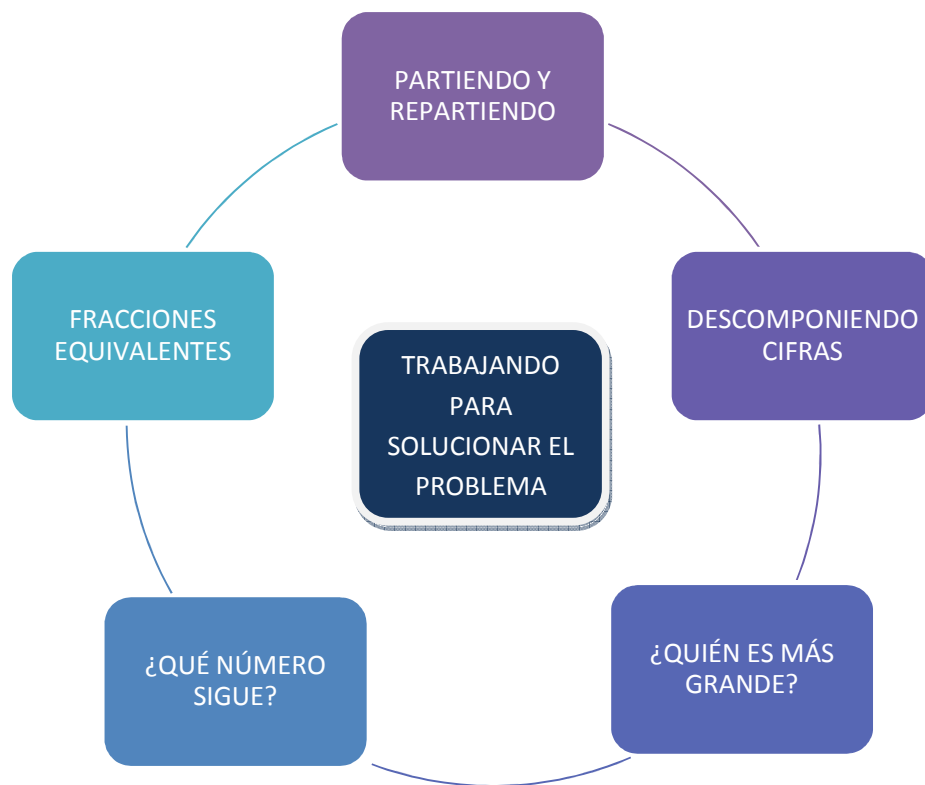 PARTIENDO Y
REPARTIENDO
FRACCIONES
EQUIVALENTES
DESCOMPONIENDO
CIFRAS
TRABAJANDO
PARA
SOLUCIONAR EL
PROBLEMA
¿QUÉ NÚMERO
SIGUE?
¿QUIÉN ES MÁS
GRANDE?